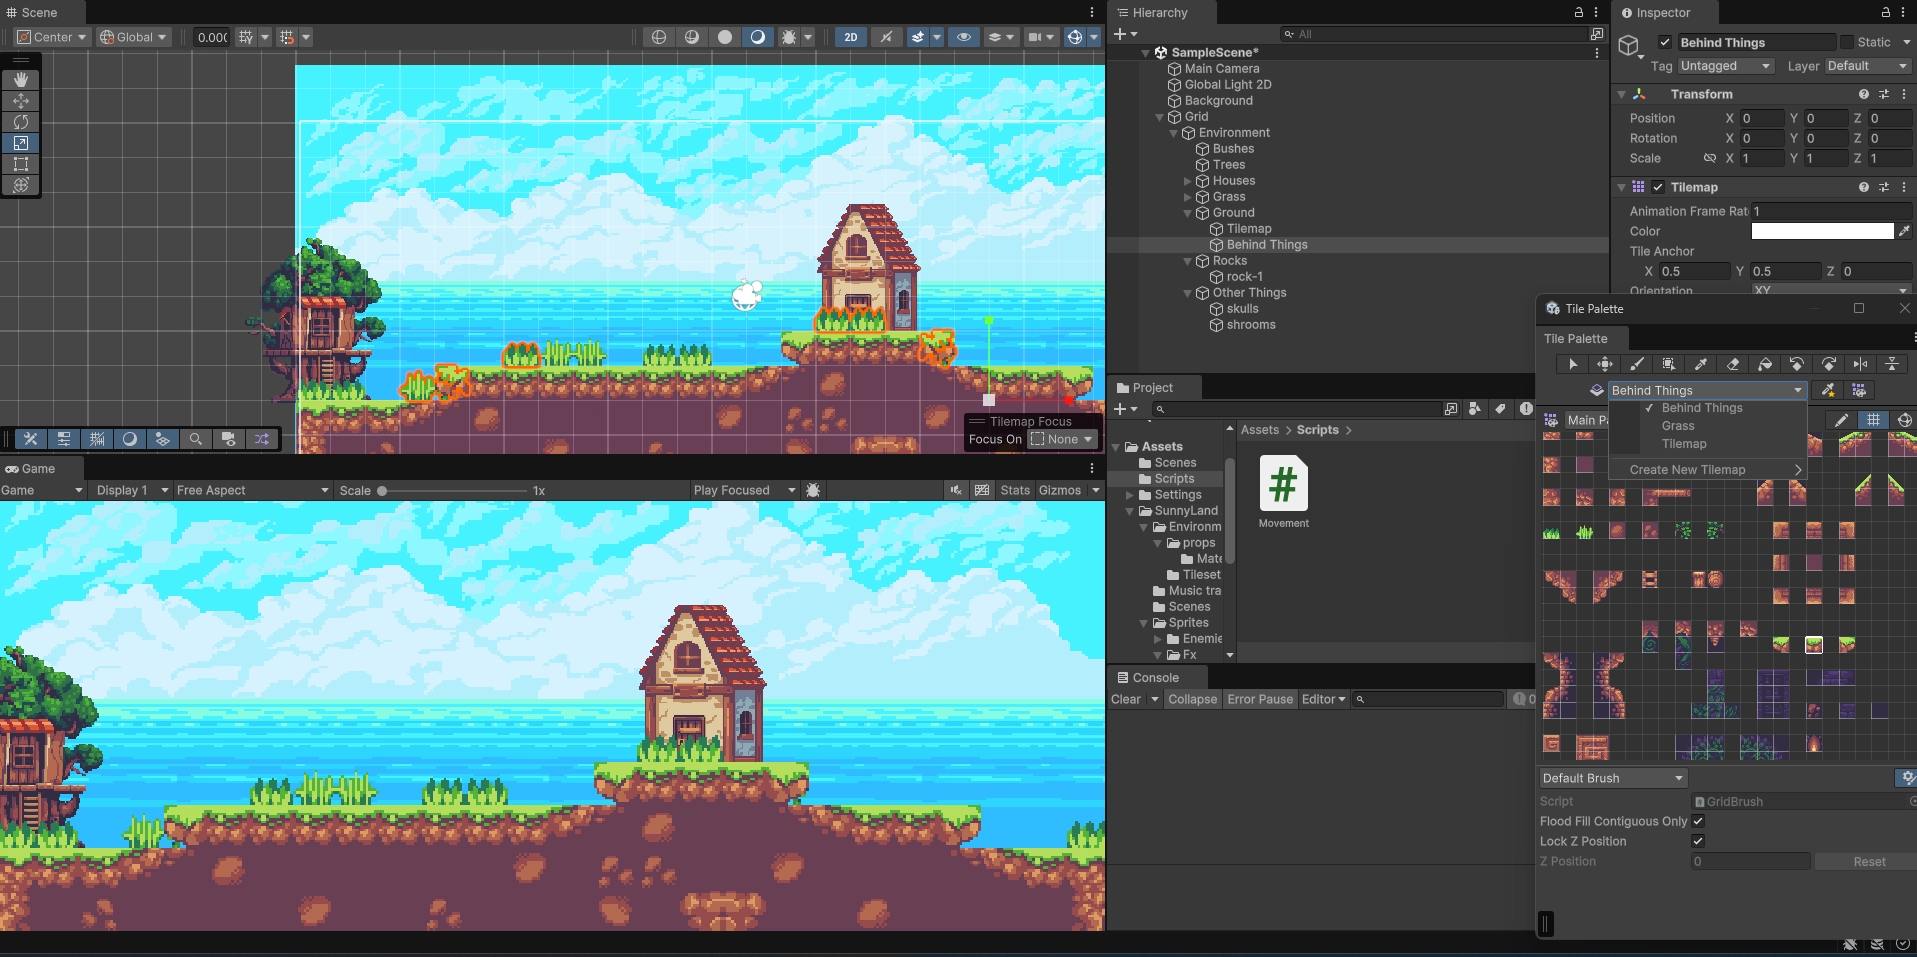 Scene
Center
Global
0.00(
2D
Tilemap Focus
Focus On
None
Game
Game
Display 1
Free Aspect
Scale
1x
Play Focused
Stats
Gizmos
Hierarchy
All
SampleScene*
Main Camera
Global Light 2D
Background
Grid
Environment
Bushes
Trees
Houses
Grass
Ground
Tilemap
Behind Things
Rocks
rock-1
Other Things
skulls
shrooms
Project
Assets
Scenes
Scripts
Settings
SunnyLand
Environm
props
Mate
Tileset
Music tra
Scenes
Sprites
Enemie
Fx
Assets > Scripts >
Movement
Console
Clear
Collapse
Error Pause
Editor
0
Inspector
Behind Things
Static
Tag Untagged
Layer Default
Transform
Position X 0 Y 0 Z 0
Rotation X 0 Y 0 Z 0
Scale X 1 Y 1 Z 1
Tilemap
Animation Frame Rat 1
Color
Tile Anchor
X 0.5 Y 0.5 Z 0
Orientation XY
Tile Palette
Tile Palette
Behind Things
Behind Things
Grass
Tilemap
Create New Tilemap
Main P
Default Brush
Script GridBrush
Flood Fill Contiguous Only
Lock Z Position
Z Position 0 Reset